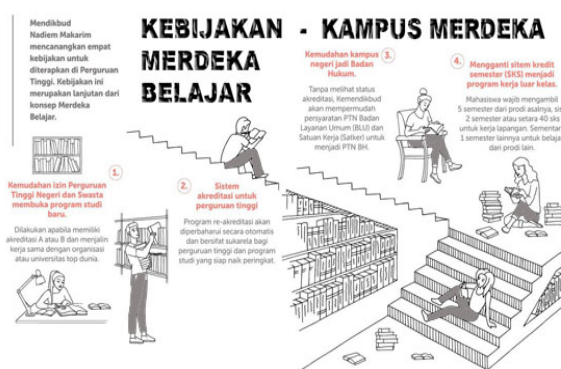 Mendikbud
Nadiem Makarim
mencanangkan empat
kebijakan untuk
diterapkan di Perguruan
Tinggi. Kebijakan ini
merupakan lanjutan dari
konsep Merdeka
Belajar.
KEBIJAKAN - KAMPUS MERDEKA
MERDEKA
BELAJAR
1.
Kemudahan izin Perguruan
Tinggi Negeri dan Swasta
membuka program studi
baru.
Dilakukan apabila memiliki
akreditasi A atau B dan menjalin
kerja sama dengan organisasi
atau universitas top dunia.
2. Sistem
akreditasi untuk
perguruan tinggi
Program re-akreditasi akan
diperbaharui secara otomatis
dan bersifat sukarela bagi
perguruan tinggi dan program
studi yang siap naik peringkat.
Kemudahan kampus 3.
negeri jadi Badan
Hukum.
Tanpa melihat status
akreditasi, Kemendikbud
akan mempermudah
persyaratan PTN Badan
Layanan Umum (BLU) dan
Satuan Kerja (Satker) untuk
menjadi PTN BH.
4. Mengganti sitem kredit
semester (SKS) menjadi
program kerja luar kelas.
Mahasiswa wajib mengambil
5 semester dari prodi asalnya, sis
2 semester atau setara 40 sks
untuk kerja lapangan. Sementar
1 semester lainnya untuk belaja
dari prodi lain.